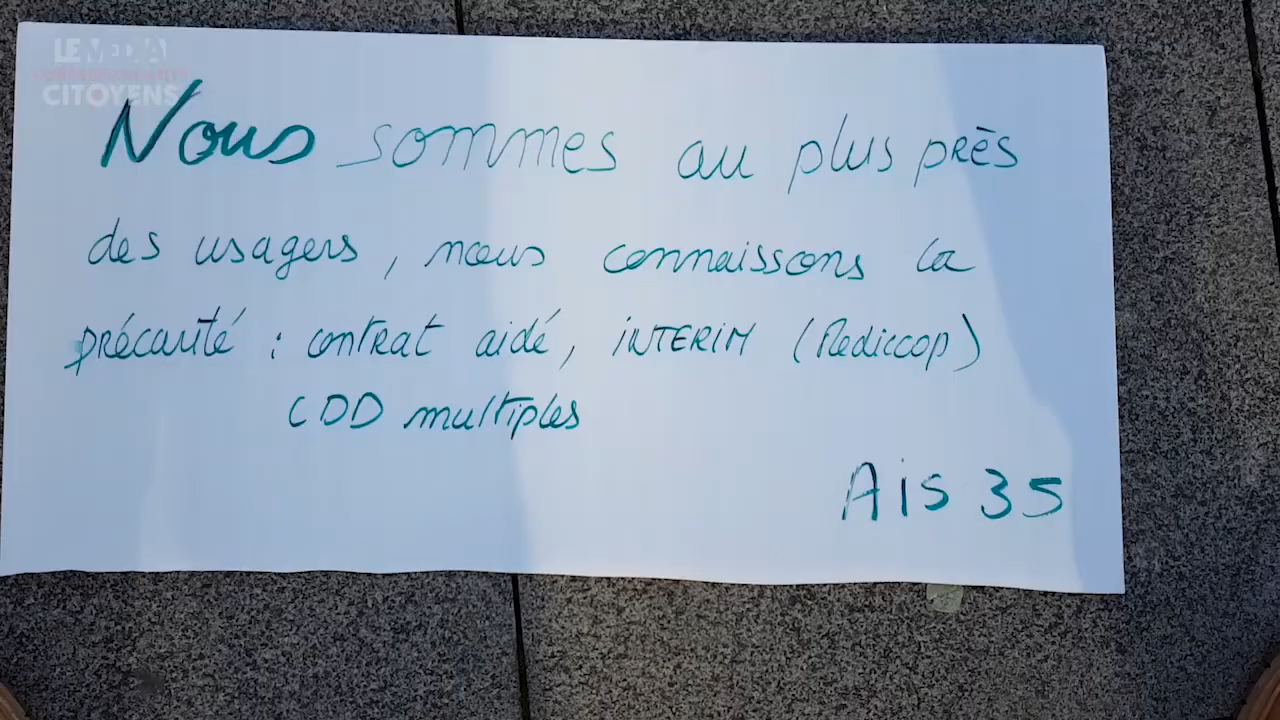 LE MEDIA
CITOYENS
Nous sommes au plus près
des usagers, nous connaissons la
précarité : contrat aidé, INTERIM (Mediccop)
CDD multiples
AiS 35